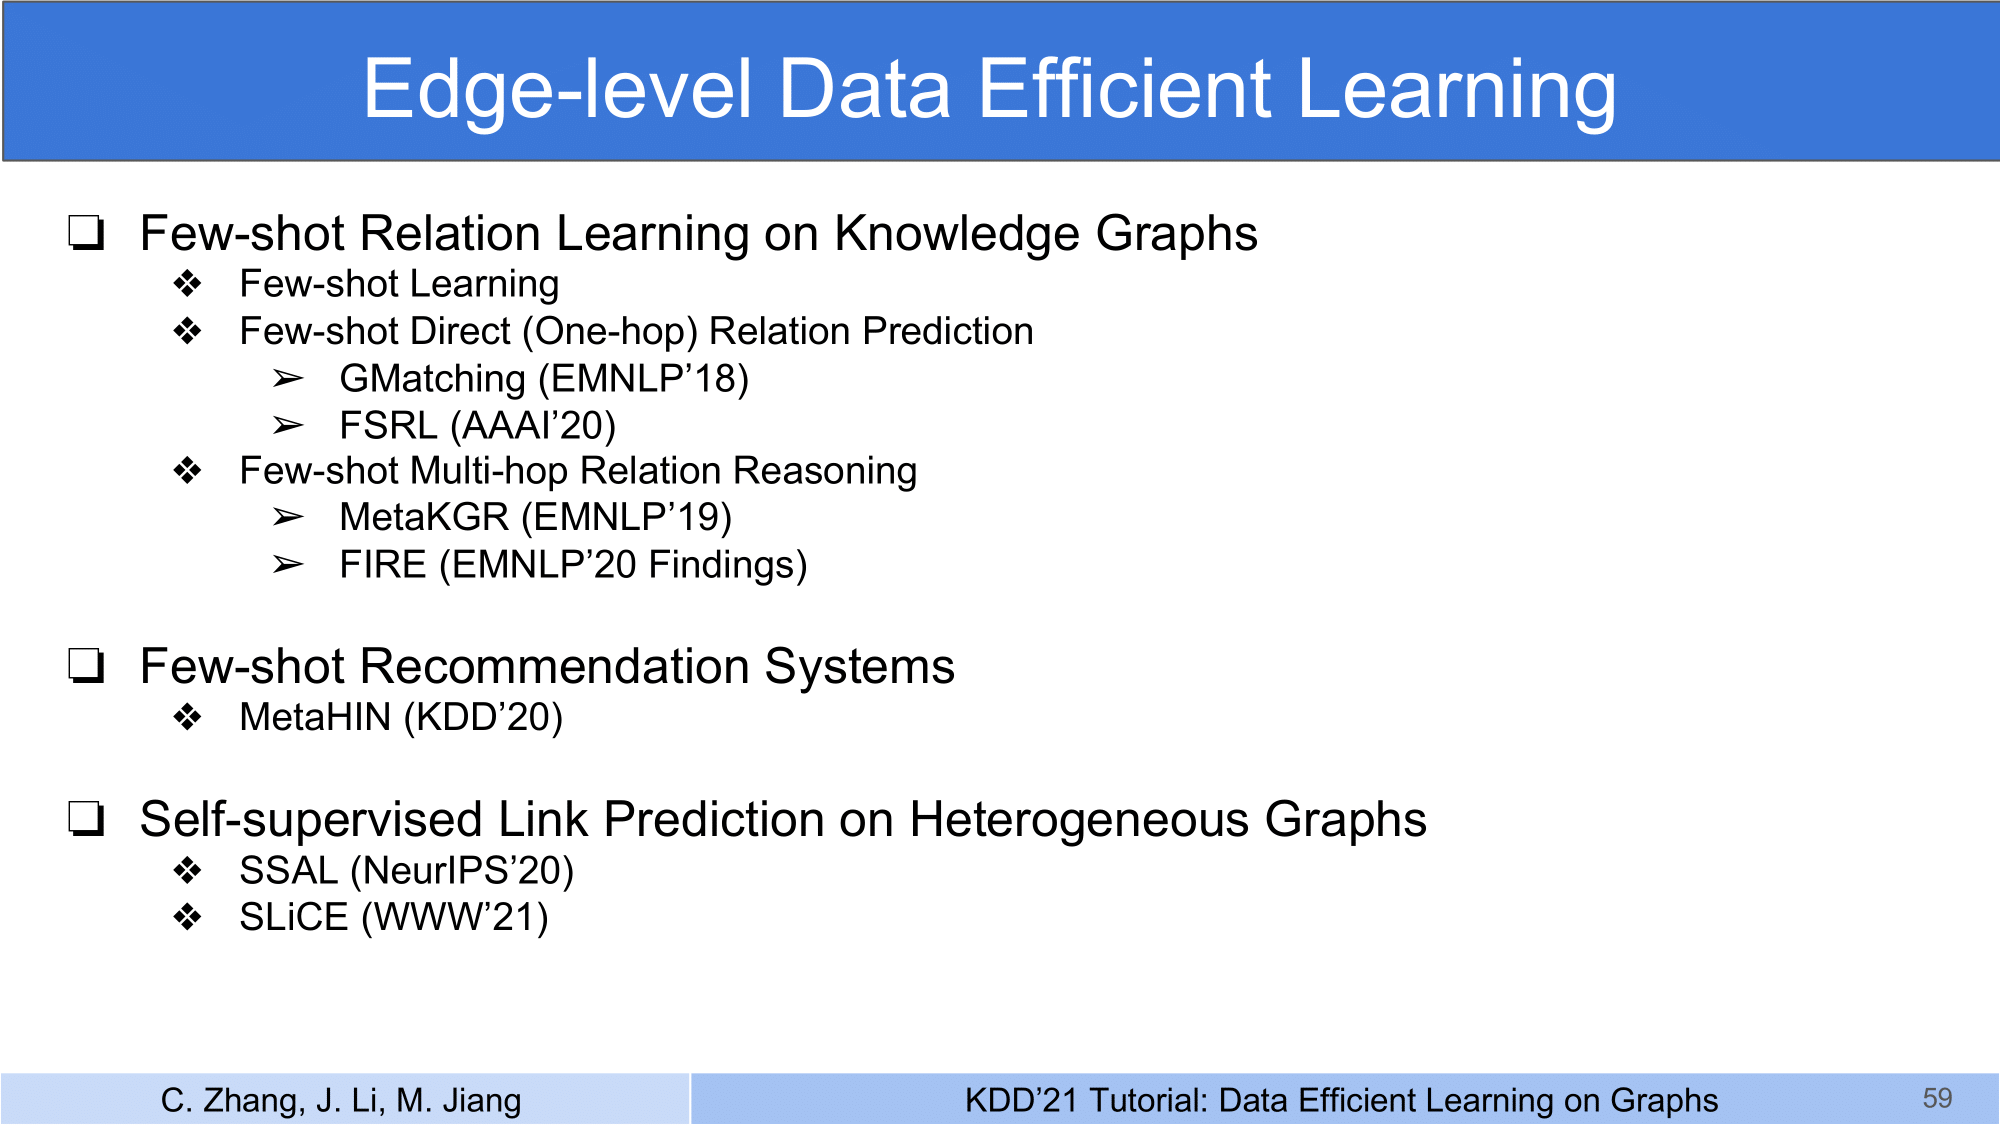 Edge-level Data Efficient Learning
❏ Few-shot Relation Learning on Knowledge Graphs
❖ Few-shot Learning
❖ Few-shot Direct (One-hop) Relation Prediction
➢ GMatching (EMNLP’18)
➢ FSRL (AAAI’20)
❖ Few-shot Multi-hop Relation Reasoning
➢ MetaKGR (EMNLP’19)
➢ FIRE (EMNLP’20 Findings)
❏ Few-shot Recommendation Systems
❖ MetaHIN (KDD’20)
❏ Self-supervised Link Prediction on Heterogeneous Graphs
❖ SSAL (NeurIPS’20)
❖ SLiCE (WWW’21)
C. Zhang, J. Li, M. Jiang
KDD’21 Tutorial: Data Efficient Learning on Graphs
59